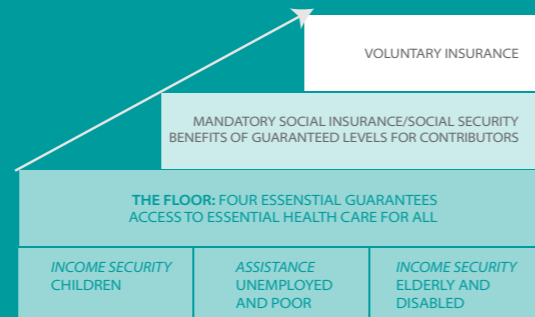 VOLUNTARY INSURANCE
MANDATORY SOCIAL INSURANCE/SOCIAL SECURITY
BENEFITS OF GUARANTEED LEVELS FOR CONTRIBUTORS
THE FLOOR: FOUR ESSENSTIAL GUARANTEES
ACCESS TO ESSENTIAL HEALTH CARE FOR ALL
INCOME SECURITY
CHILDREN
ASSISTANCE
UNEMPLOYED
AND POOR
INCOME SECURITY
ELDERLY AND
DISABLED